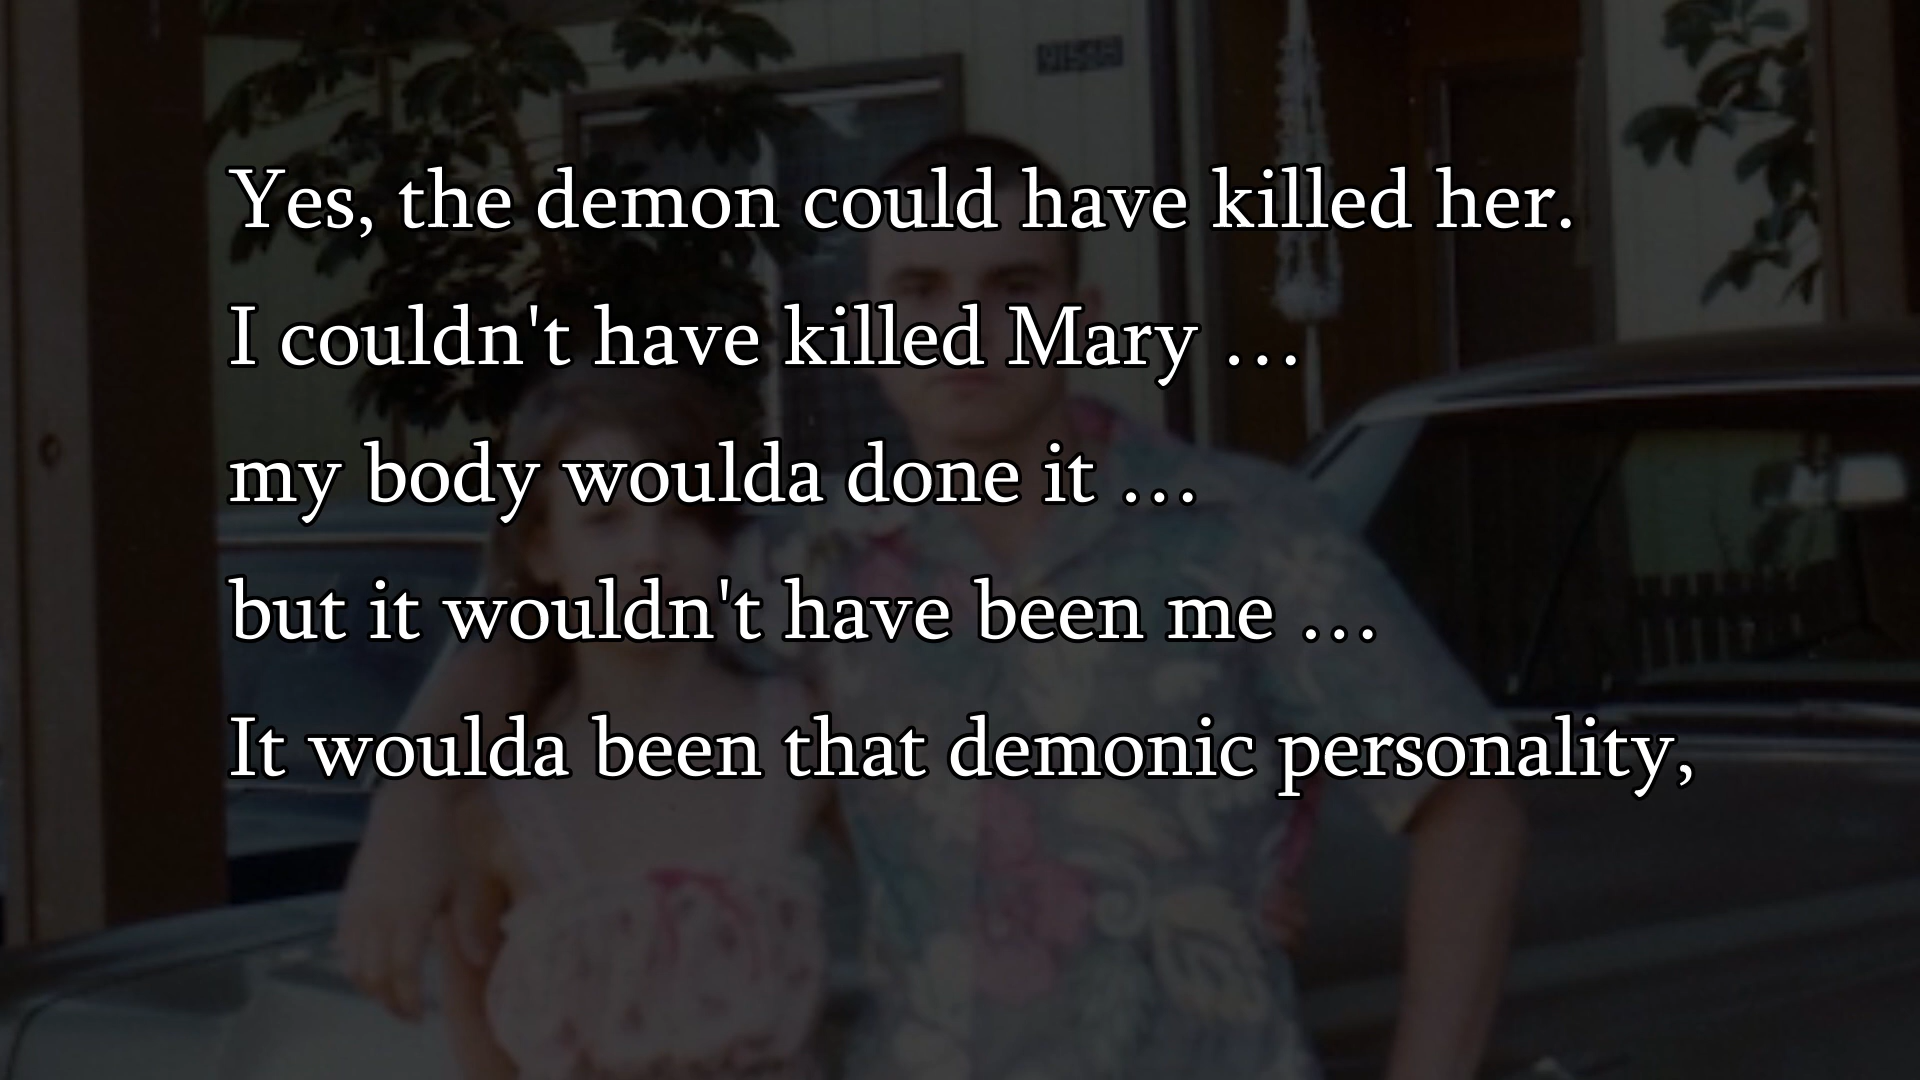 Yes, the demon could have killed her.
I couldn't have killed Mary ...
my body woulda done it ...
but it wouldn't have been me ...
It woulda been that demonic personality,